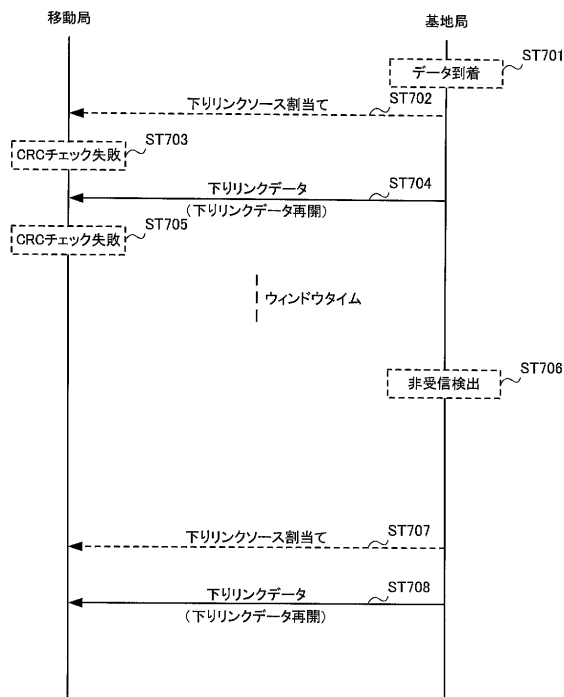 移動局
基地局
ST701
データ到着
下りリンクソース割当て
ST702
ST703
CRCチェック失敗
下りリンクデータ
ST704
(下りリンクデータ再開)
ST705
CRCチェック失敗
ウィンドウタイム
ST706
非受信検出
下りリンクソース割当て
ST707
下りリンクデータ
ST708
(下りリンクデータ再開)